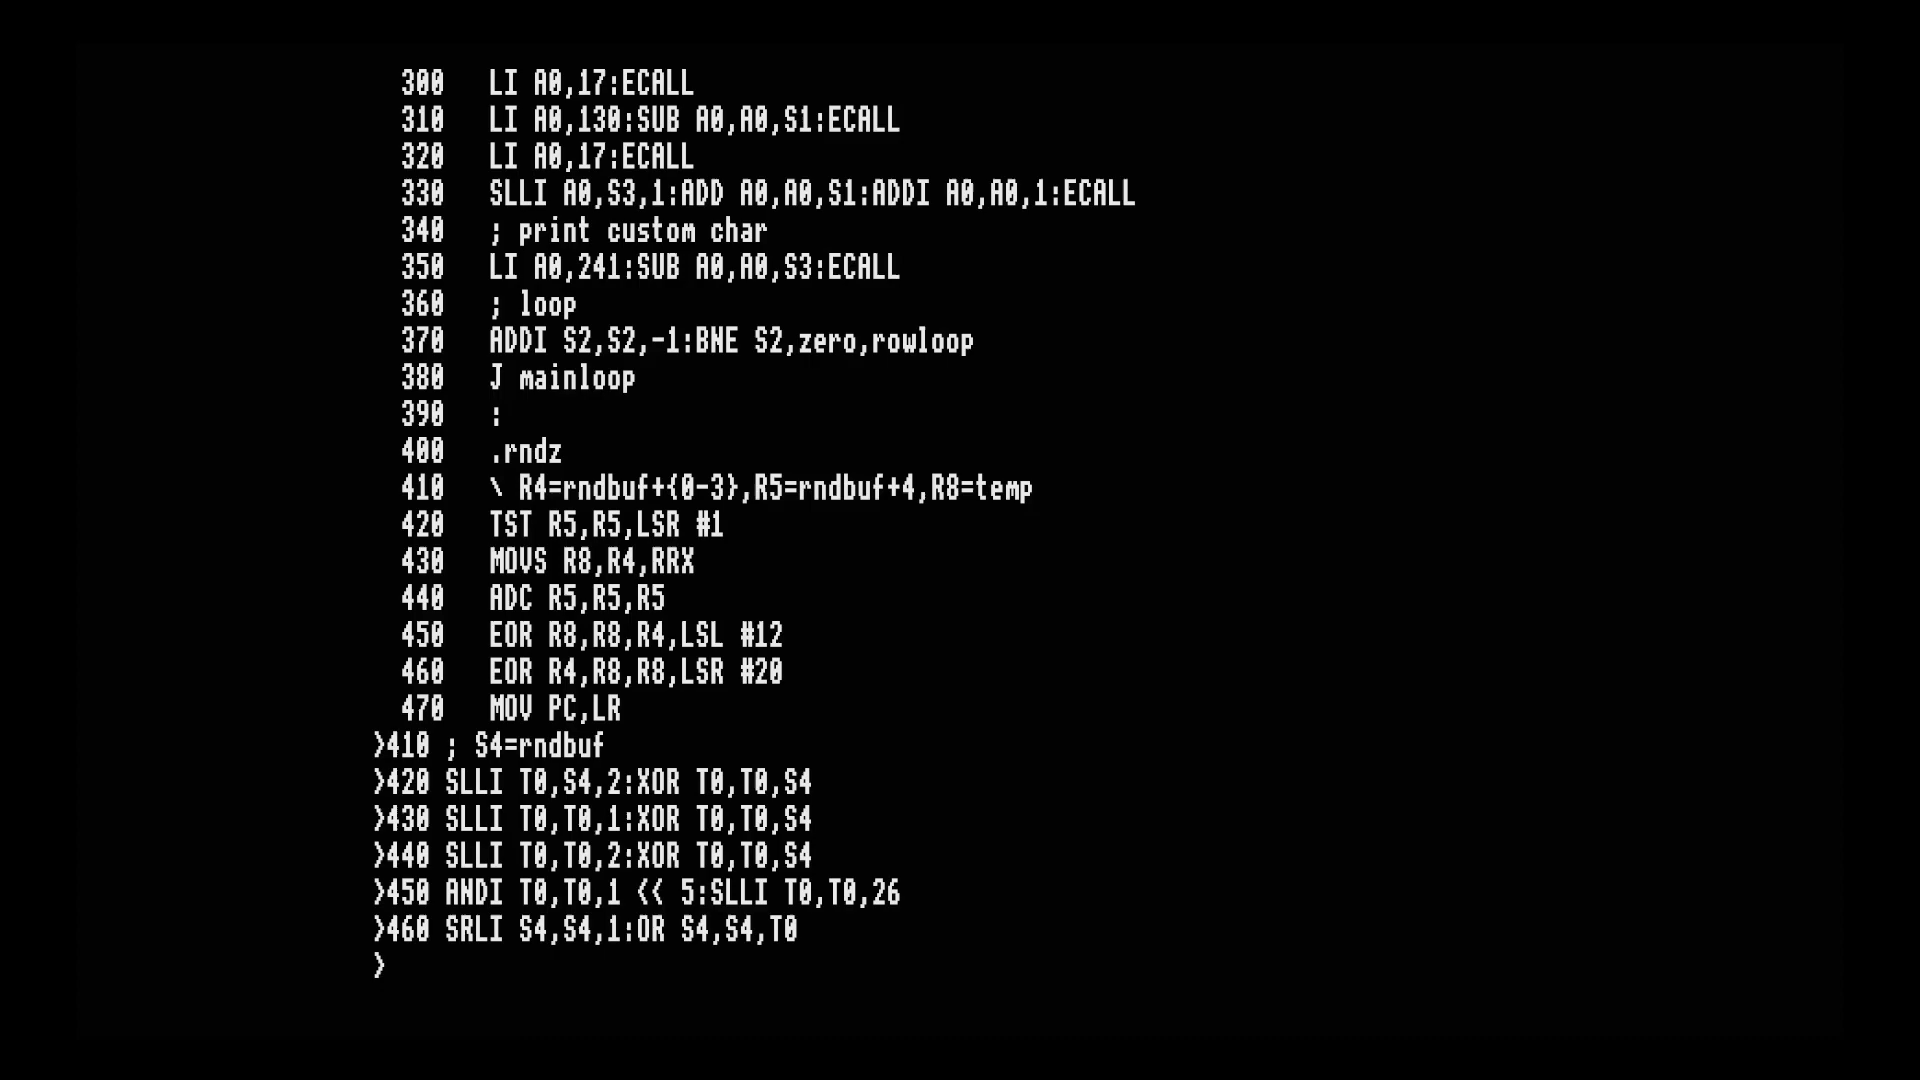 300   LI A0,17:ECALL
310   LI A0,130:SUB A0,A0,S1:ECALL
320   LI A0,17:ECALL
330   SLLI A0,S3,1:ADD A0,A0,S1:ADDI A0,A0,1:ECALL
340   ; print custom char
350   LI A0,241:SUB A0,A0,S3:ECALL
360   ; loop
370   ADDI S2,S2,-1:BNE S2,zero,rowloop
380   J mainloop
390   :
400   .rndz
410   \ R4=rndbuf+{0-3},R5=rndbuf+4,R8=temp
420   TST R5,R5,LSR #1
430   MOVS R8,R4,RRX
440   ADC R5,R5,R5
450   EOR R8,R8,R4,LSL #12
460   EOR R4,R8,R8,LSR #20
470   MOV PC,LR
>410 ; S4=rndbuf
>420 SLLI T0,S4,2:XOR T0,T0,S4
>430 SLLI T0,T0,1:XOR T0,T0,S4
>440 SLLI T0,T0,2:XOR T0,T0,S4
>450 ANDI T0,T0,1 << 5:SLLI T0,T0,26
>460 SRLI S4,S4,1:OR S4,S4,T0
>